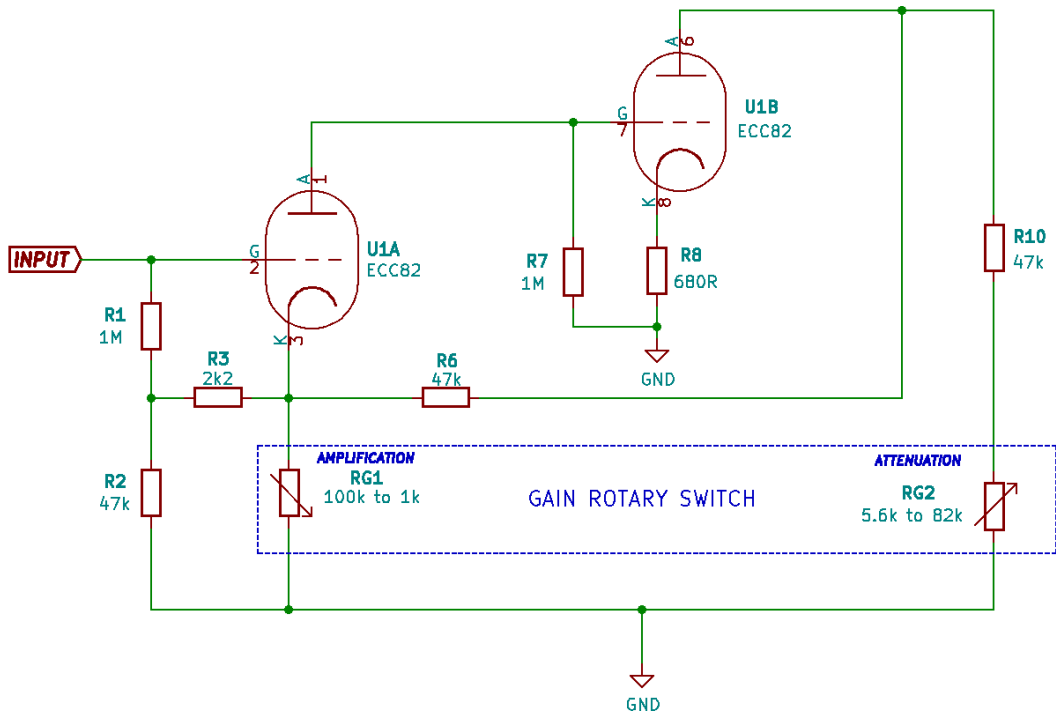 A
6
U1B
ECC82
G
7
K
8
A
1
U1A
ECC82
INPUT
G
2
K
3
R1
1M
R3
2k2
R6
47k
R7
1M
R8
680R
GND
R10
47k
R2
47k
AMPLIFICATION
RG1
100k to 1k
GAIN ROTARY SWITCH
ATTENUATION
RG2
5.6k to 82k
GND